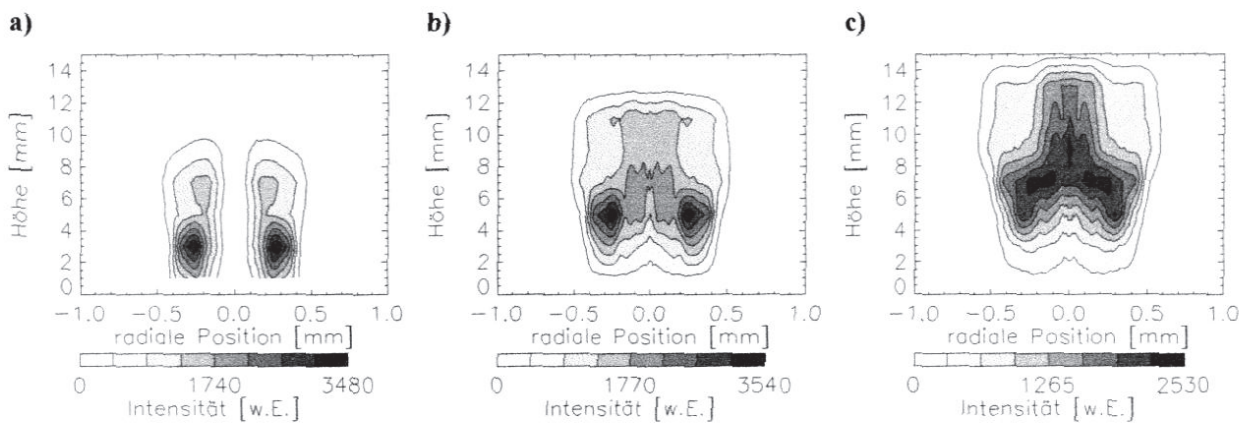 a)
b)
c)
14
12
10
8
6
4
2
0
Höhe [mm]
-1.0 -0.5 0.0 0.5 1.0
radiale Position [mm]
0 1740 3480
Intensität [w.E.]
14
12
10
8
6
4
2
0
Höhe [mm]
-1.0 -0.5 0.0 0.5 1.0
radiale Position [mm]
0 1770 3540
Intensität [w.E.]
14
12
10
8
6
4
2
0
Höhe [mm]
-1.0 -0.5 0.0 0.5 1.0
radiale Position [mm]
0 1265 2530
Intensität [w.E.]